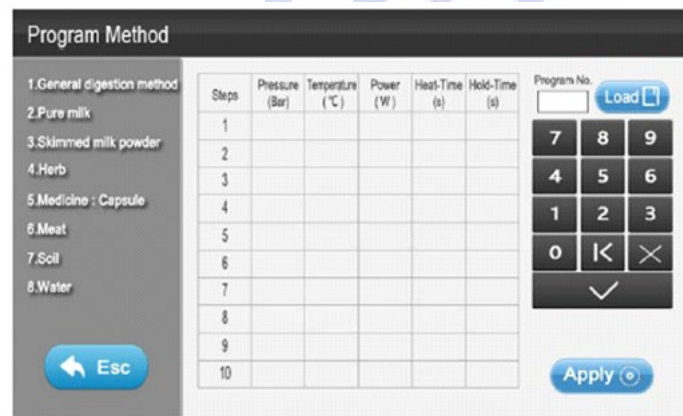 Program Method
1.General digestion method
2.Pure milk
3.Skimmed milk powder
4.Herb
5.Medicine : Capsule
6.Meat
7.Soil
8.Water
Esc
Steps Pressure (Bar) Temperature (℃) Power (W) Heat-Time (s) Hold-Time (s)
1
2
3
4
5
6
7
8
9
10
Program No.
Load
7 8 9
4 5 6
1 2 3
0
Apply